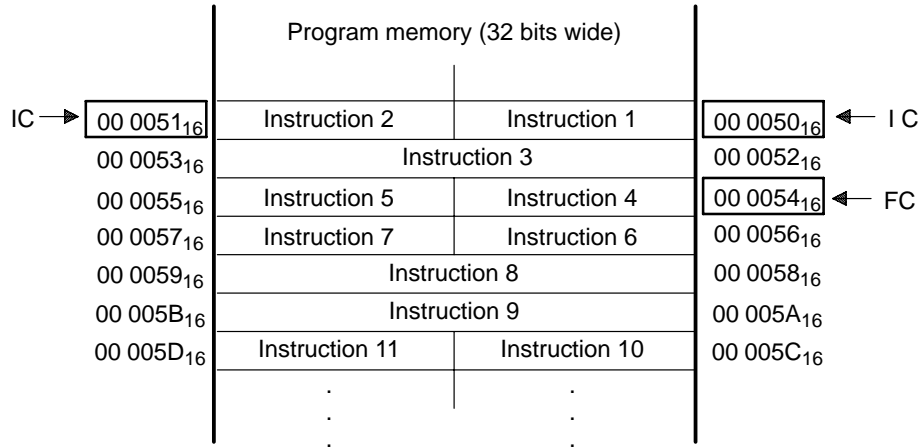 Program memory (32 bits wide)
IC 00 0051₁₆ Instruction 2 Instruction 1 00 0050₁₆ I C
00 0053₁₆ Instruction 3 00 0052₁₆
00 0055₁₆ Instruction 5 Instruction 4 00 0054₁₆ FC
00 0057₁₆ Instruction 7 Instruction 6 00 0056₁₆
00 0059₁₆ Instruction 8 00 0058₁₆
00 005B₁₆ Instruction 9 00 005A₁₆
00 005D₁₆ Instruction 11 Instruction 10 00 005C₁₆
. .
. .
. .